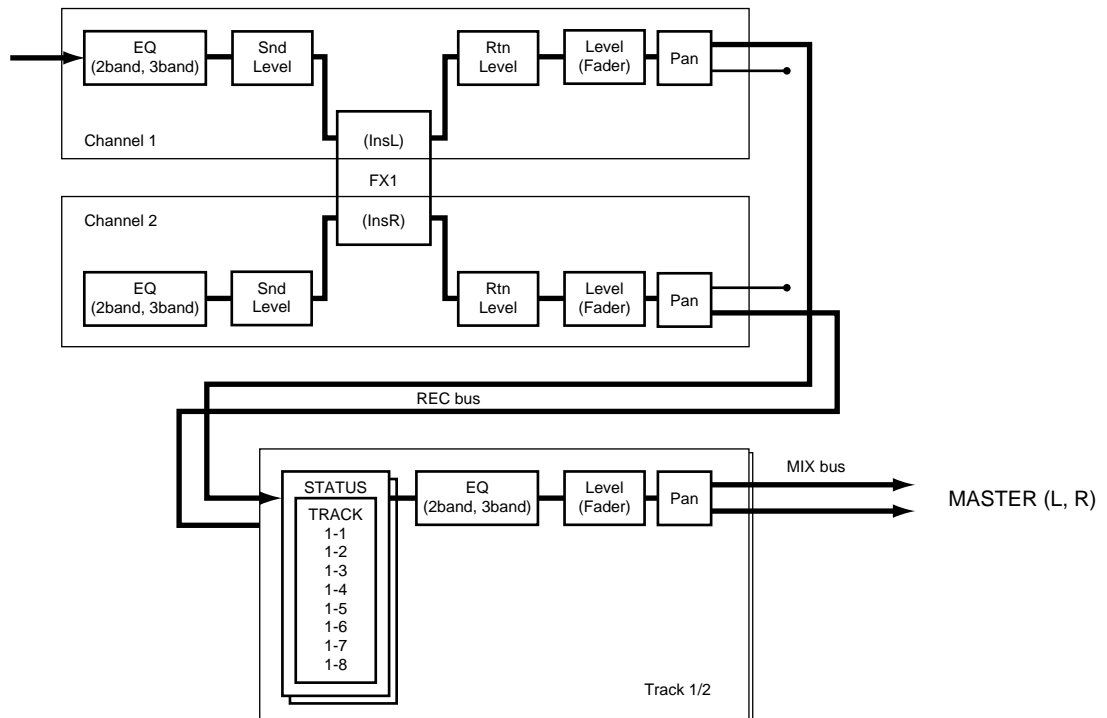 EQ
(2band, 3band)
Snd
Level
Rtn
Level
Level
(Fader)
Pan
Channel 1
(InsL)
FX1
(InsR)
Channel 2
EQ
(2band, 3band)
Snd
Level
Rtn
Level
Level
(Fader)
Pan
REC bus
STATUS
TRACK
1-1
1-2
1-3
1-4
1-5
1-6
1-7
1-8
EQ
(2band, 3band)
Level
(Fader)
Pan
MIX bus
MASTER (L, R)
Track 1/2